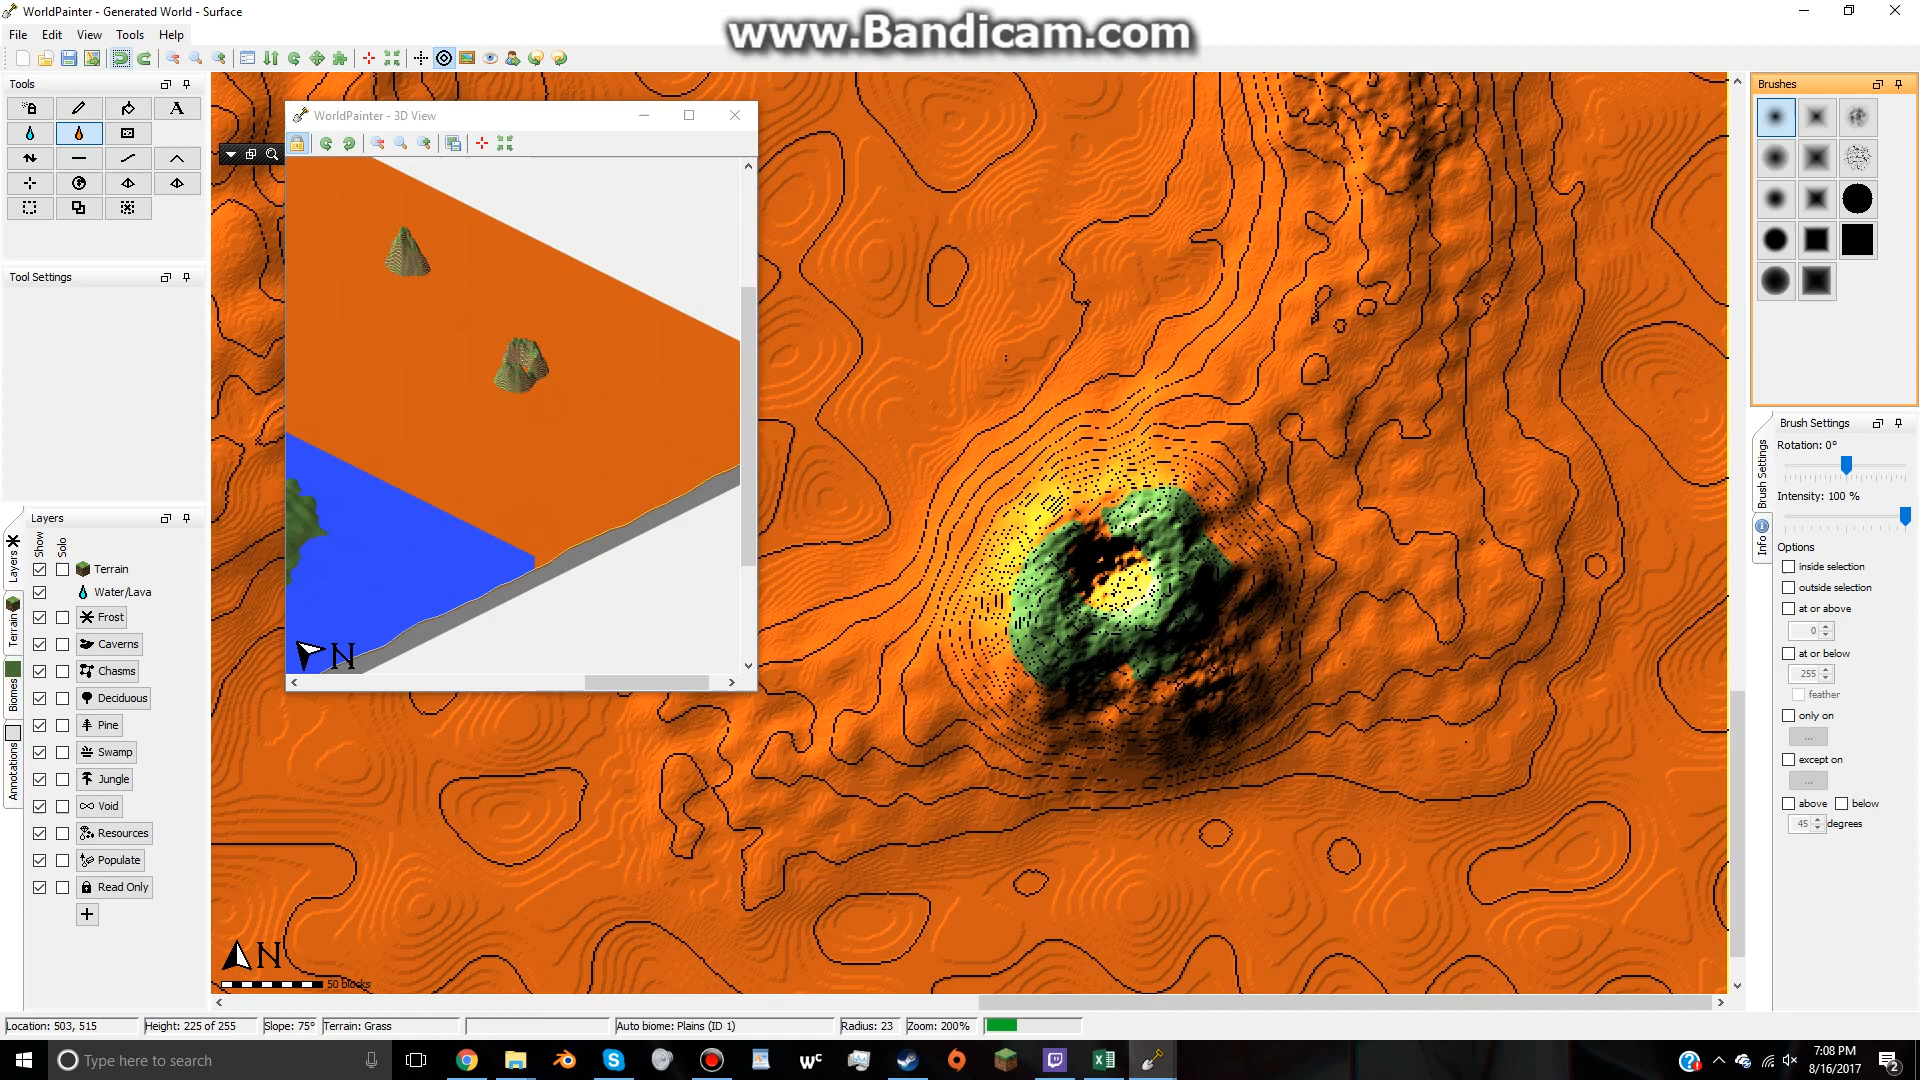 WorldPainter - Generated World - Surface
www.Bandicam.com
File Edit View Tools Help
Tools
A
Tool Settings
WorldPainter - 3D View
N
Layers
Show
Solo
Layers
Terrain
Biomes
Annotations
Terrain
Water/Lava
Frost
Caverns
Chasms
Deciduous
Pine
Swamp
Jungle
Void
Resources
Populate
Read Only
N
50 blocks
Brushes
Brush Settings
Info
Brush Settings
Rotation: 0°
Intensity: 100 %
Options
inside selection
outside selection
at or above
0
at or below
255
feather
only on
...
except on
...
above below
45 degrees
Location: 503, 515 Height: 225 of 255 Slope: 75° Terrain: Grass Auto biome: Plains (ID 1) Radius: 23 Zoom: 200%
Type here to search
wc
7:08 PM
8/16/2017
2